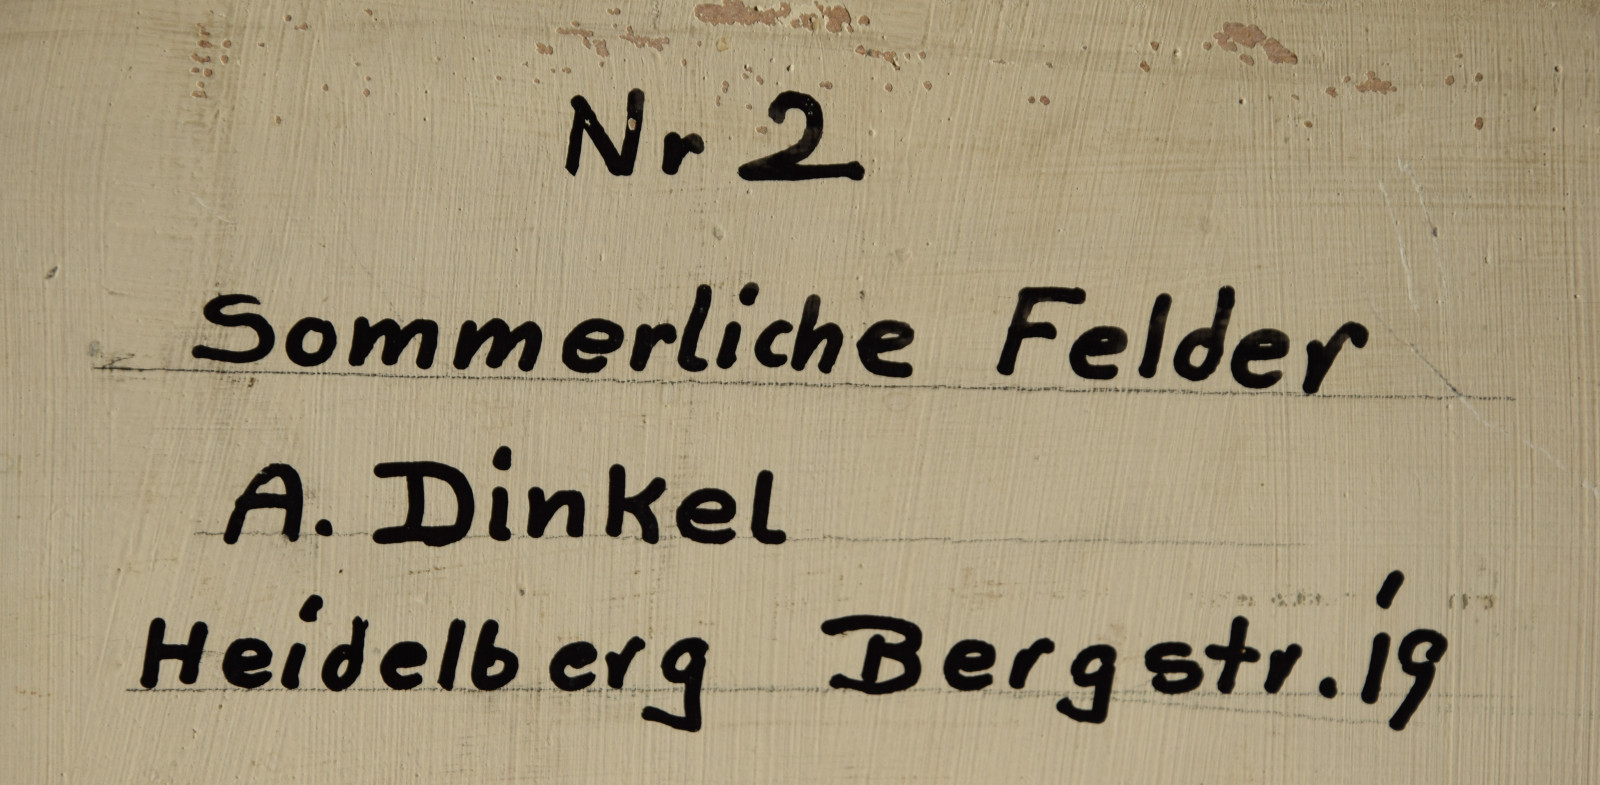 Nr 2
Sommerliche Felder
A. Dinkel
Heidelberg Bergstr. 19